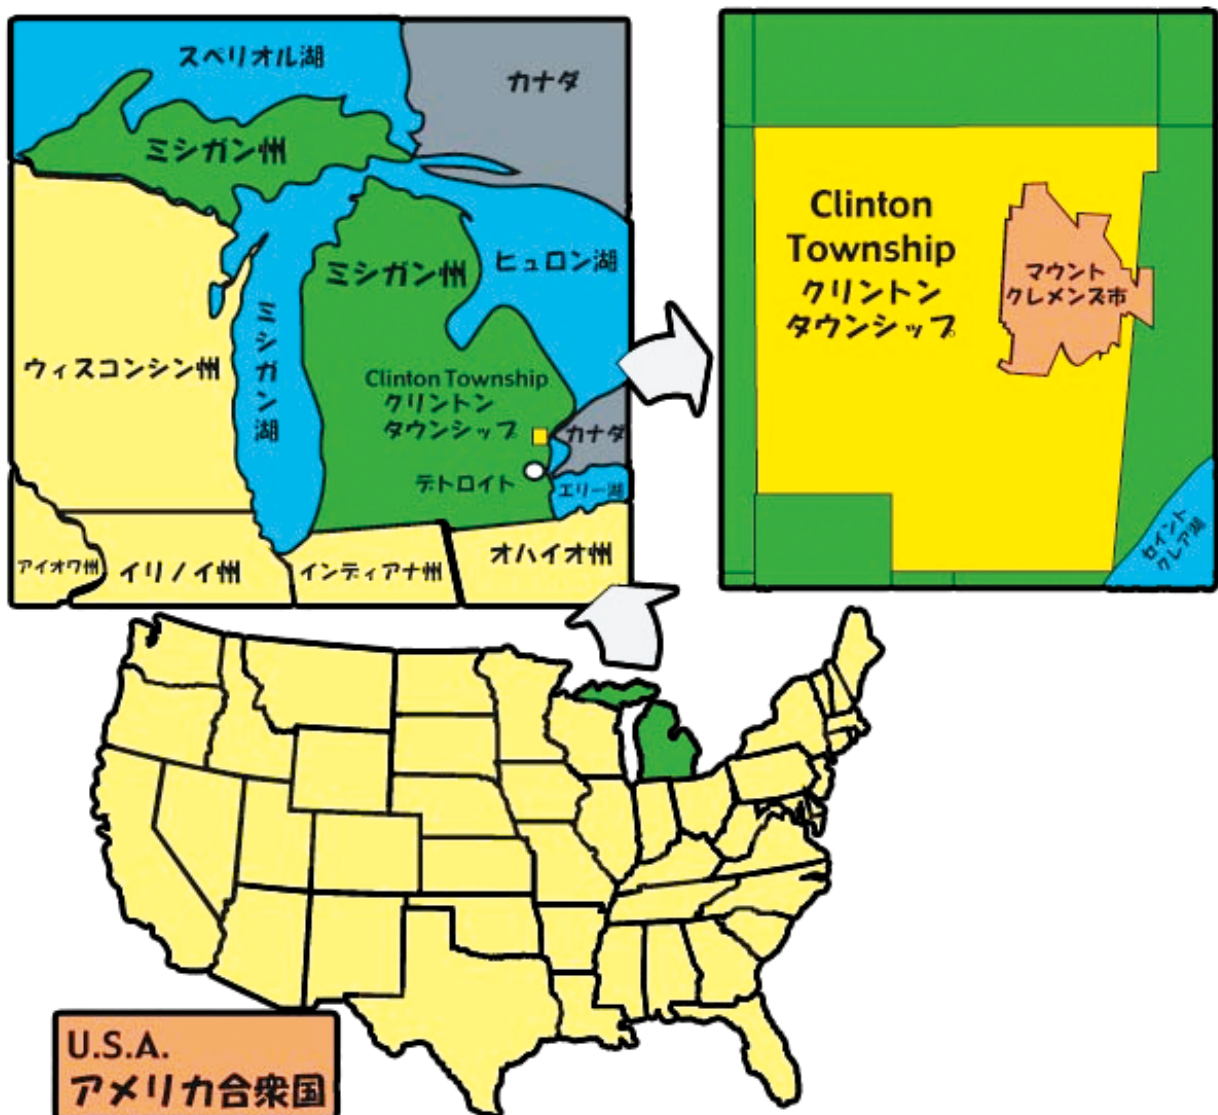 スペリオル湖
カナダ
ミシガン州
ミシガン州
ヒュロン湖
ミシガン湖
ウィスコンシン州
Clinton Township
クリントン
タウンシップ
カナダ
デトロイト
エリー湖
アイオワ州
イリノイ州
インディアナ州
オハイオ州
Clinton
Township
クリントン
タウンシップ
マウント
クレメンズ市
セイント
クレア湖
U.S.A.
アメリカ合衆国